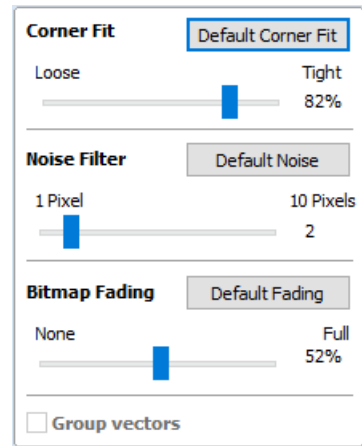 Corner Fit Default Corner Fit
Loose Tight
82%
Noise Filter Default Noise
1 Pixel 10 Pixels
2
Bitmap Fading Default Fading
None Full
52%
Group vectors